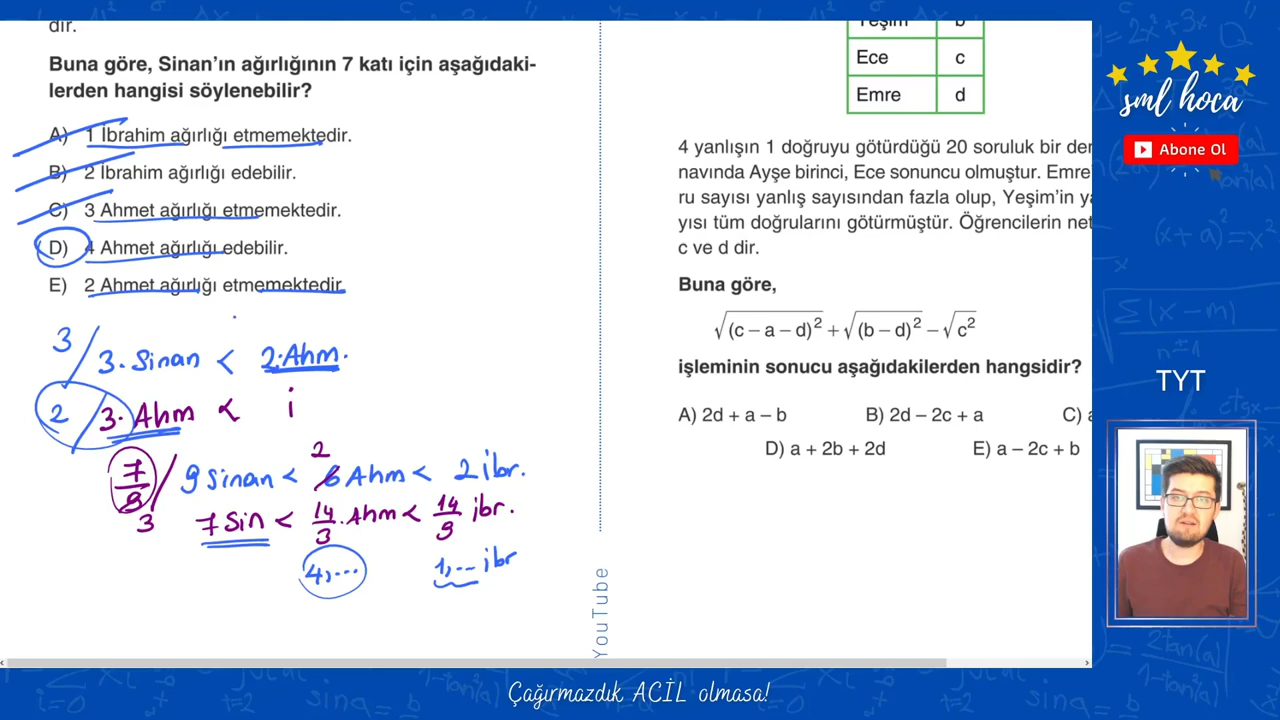 dir.
Buna göre, Sinan'ın ağırlığının 7 katı için aşağıdaki-
lerden hangisi söylenebilir?
A) 1 İbrahim ağırlığı etmemektedir.
B) 2 İbrahim ağırlığı edebilir.
C) 3 Ahmet ağırlığı etmemektedir.
D) 4 Ahmet ağırlığı edebilir.
E) 2 Ahmet ağırlığı etmemektedir.
3 / 3. Sinan < 2. Ahm.
2 / 3. Ahm < i
7/9 / 9 Sinan < 6 Ahm < 2 ibr.
2
3
7 Sin < 14/3 . Ahm < 14/9 ibr.
4,... 1,... ibr
YouTube
Yeşim b
Ece c
Emre d
4 yanlışın 1 doğruyu götürdüğü 20 soruluk bir
navında Ayşe birinci, Ece sonuncu olmuştur. Emre
ru sayısı yanlış sayısından fazla olup, Yeşim'in
yısı tüm doğrularını götürmüştür. Öğrencilerin
c ve d dir.
Buna göre,
√(c – a – d)² + √(b – d)² – √c²
işleminin sonucu aşağıdakilerden hangsidir?
A) 2d + a – b B) 2d – 2c + a C)
D) a + 2b + 2d E) a – 2c + b
sml hoca
Abone Ol
TYT
Çağırmazdık ACİL olmasa!